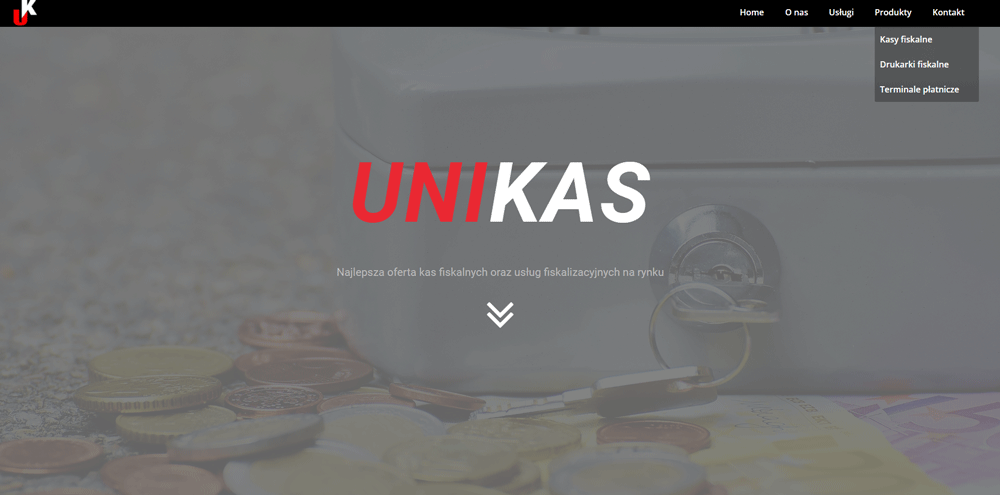 UK
Home
O nas
Usługi
Produkty
Kontakt
Kasy fiskalne
Drukarki fiskalne
Terminale płatnicze
UNIKAS
Najlepsza oferta kas fiskalnych oraz usług fiskalizacyjnych na rynku